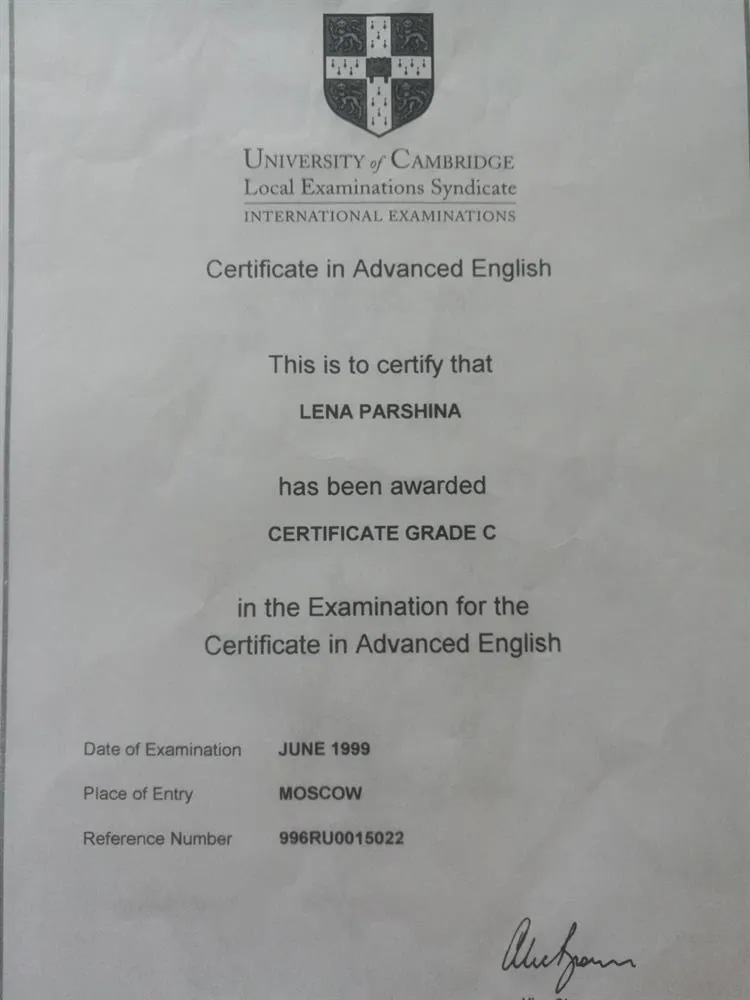 UNIVERSITY of CAMBRIDGE
Local Examinations Syndicate
INTERNATIONAL EXAMINATIONS
Certificate in Advanced English
This is to certify that
LENA PARSHINA
has been awarded
CERTIFICATE GRADE C
in the Examination for the
Certificate in Advanced English
Date of Examination JUNE 1999
Place of Entry MOSCOW
Reference Number 996RU0015022